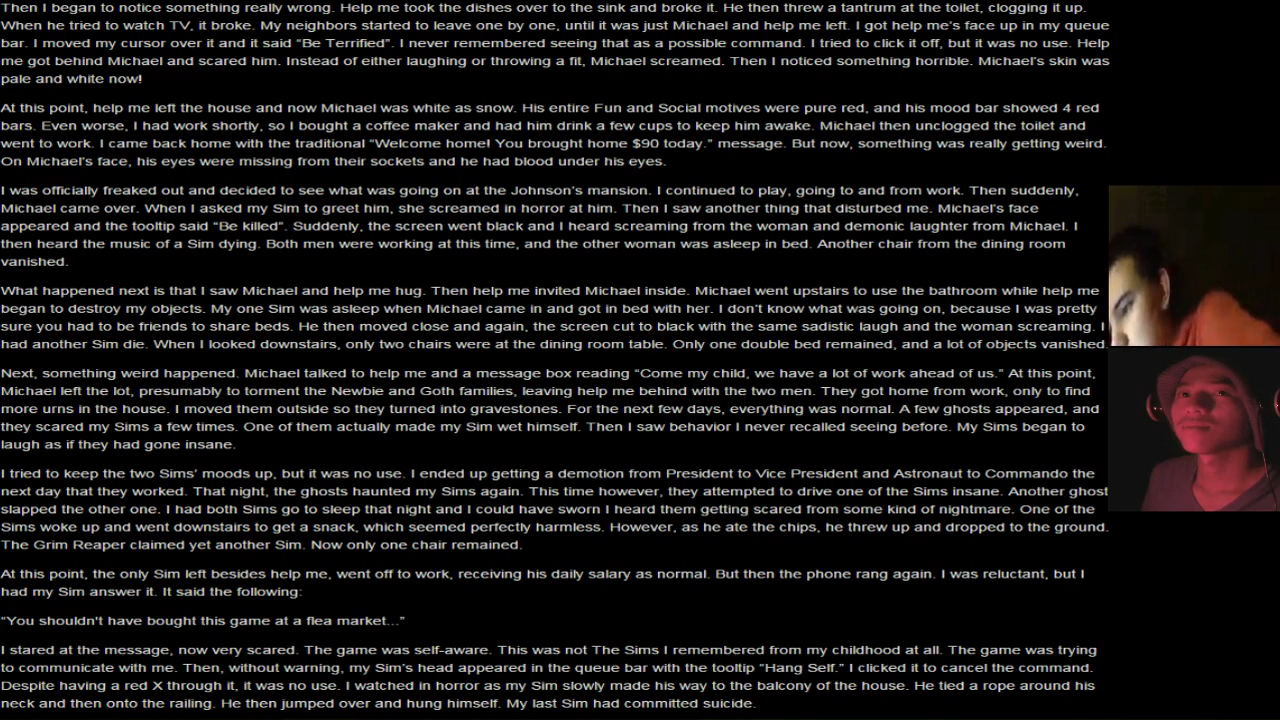 Then I began to notice something really wrong. Help me took the dishes over to the sink and broke it. He then threw a tantrum at the toilet, clogging it up.
When he tried to watch TV, it broke. My neighbors started to leave one by one, until it was just Michael and help me left. I got help me's face up in my queue
bar. I moved my cursor over it and it said “Be Terrified”. I never remembered seeing that as a possible command. I tried to click it off, but it was no use. Help
me got behind Michael and scared him. Instead of either laughing or throwing a fit, Michael screamed. Then I noticed something horrible. Michael's skin was
pale and white now!
At this point, help me left the house and now Michael was white as snow. His entire Fun and Social motives were pure red, and his mood bar showed 4 red
bars. Even worse, I had work shortly, so I bought a coffee maker and had him drink a few cups to keep him awake. Michael then unclogged the toilet and
went to work. I came back home with the traditional “Welcome home! You brought home $90 today.” message. But now, something was really getting weird.
On Michael's face, his eyes were missing from their sockets and he had blood under his eyes.
I was officially freaked out and decided to see what was going on at the Johnson's mansion. I continued to play, going to and from work. Then suddenly,
Michael came over. When I asked my Sim to greet him, she screamed in horror at him. Then I saw another thing that disturbed me. Michael's face
appeared and the tooltip said “Be killed”. Suddenly, the screen went black and I heard screaming from the woman and demonic laughter from Michael. I
then heard the music of a Sim dying. Both men were working at this time, and the other woman was asleep in bed. Another chair from the dining room
vanished.
What happened next is that I saw Michael and help me hug. Then help me invited Michael inside. Michael went upstairs to use the bathroom while help me
began to destroy my objects. My one Sim was asleep when Michael came in and got in bed with her. I don't know what was going on, because I was pretty
sure you had to be friends to share beds. He then moved close and again, the screen cut to black with the same sadistic laugh and the woman screaming. I
had another Sim die. When I looked downstairs, only two chairs were at the dining room table. Only one double bed remained, and a lot of objects vanished.
Next, something weird happened. Michael talked to help me and a message box reading “Come my child, we have a lot of work ahead of us.” At this point,
Michael left the lot, presumably to torment the Newbie and Goth families, leaving help me behind with the two men. They got home from work, only to find
more urns in the house. I moved them outside so they turned into gravestones. For the next few days, everything was normal. A few ghosts appeared, and
they scared my Sims a few times. One of them actually made my Sim wet himself. Then I saw behavior I never recalled seeing before. My Sims began to
laugh as if they had gone insane.
I tried to keep the two Sims' moods up, but it was no use. I ended up getting a demotion from President to Vice President and Astronaut to Commando the
next day that they worked. That night, the ghosts haunted my Sims again. This time however, they attempted to drive one of the Sims insane. Another ghost
slapped the other one. I had both Sims go to sleep that night and I could have sworn I heard them getting scared from some kind of nightmare. One of the
Sims woke up and went downstairs to get a snack, which seemed perfectly harmless. However, as he ate the chips, he threw up and dropped to the ground.
The Grim Reaper claimed yet another Sim. Now only one chair remained.
At this point, the only Sim left besides help me, went off to work, receiving his daily salary as normal. But then the phone rang again. I was reluctant, but I
had my Sim answer it. It said the following:
“You shouldn't have bought this game at a flea market...”
I stared at the message, now very scared. The game was self-aware. This was not The Sims I remembered from my childhood at all. The game was trying
to communicate with me. Then, without warning, my Sim's head appeared in the queue bar with the tooltip “Hang Self.” I clicked it to cancel the command.
Despite having a red X through it, it was no use. I watched in horror as my Sim slowly made his way to the balcony of the house. He tied a rope around his
neck and then onto the railing. He then jumped over and hung himself. My last Sim had committed suicide.